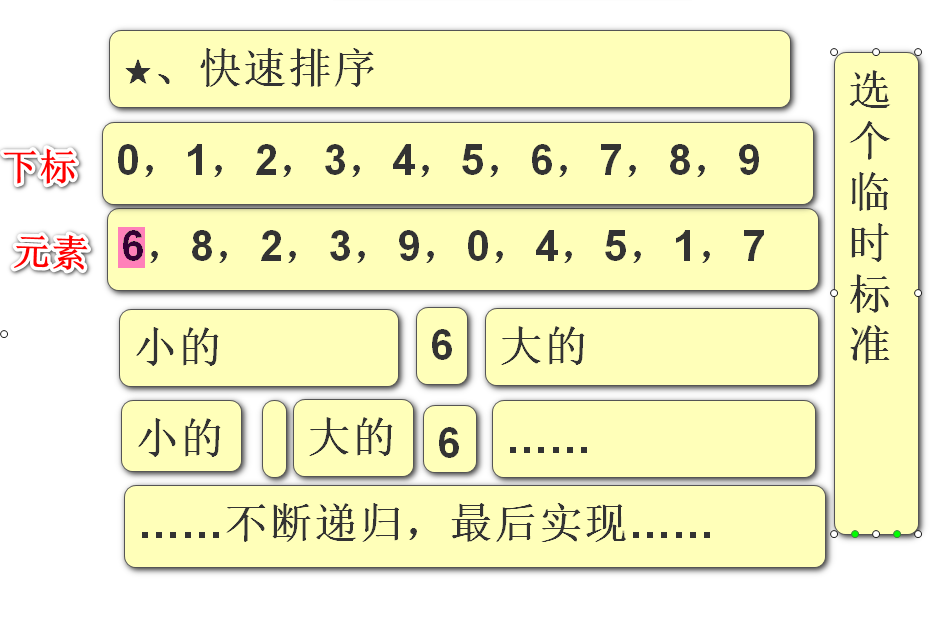 ★、快速排序
下标
0，1，2，3，4，5，6，7，8，9
元素
6，8，2，3，9，0，4，5，1，7
小的 6 大的
小的 大的 6 ……
……不断递归，最后实现……
选个临时标准